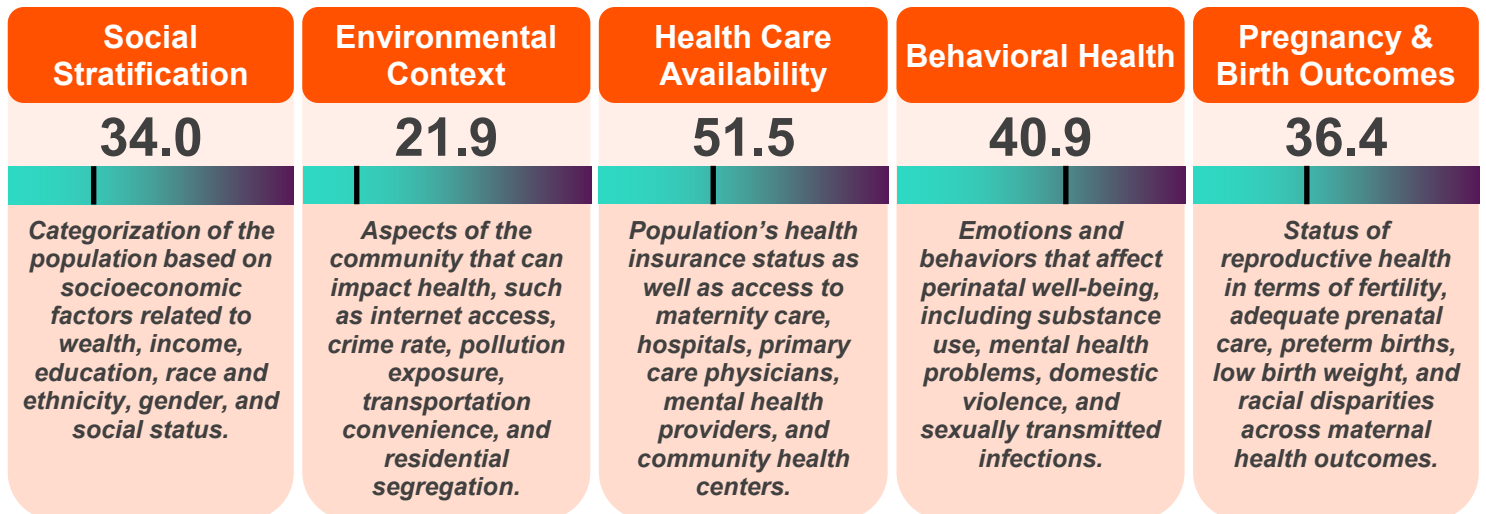 Social
Stratification
34.0
Categorization of the
population based on
socioeconomic
factors related to
wealth, income,
education, race and
ethnicity, gender, and
social status.
Environmental
Context
21.9
Aspects of the
community that can
impact health, such
as internet access,
crime rate, pollution
exposure,
transportation
convenience, and
residential
segregation.
Health Care
Availability
51.5
Population’s health
insurance status as
well as access to
maternity care,
hospitals, primary
care physicians,
mental health
providers, and
community health
centers.
Behavioral Health
40.9
Emotions and
behaviors that affect
perinatal well-being,
including substance
use, mental health
problems, domestic
violence, and
sexually transmitted
infections.
Pregnancy &
Birth Outcomes
36.4
Status of
reproductive health
in terms of fertility,
adequate prenatal
care, preterm births,
low birth weight, and
racial disparities
across maternal
health outcomes.